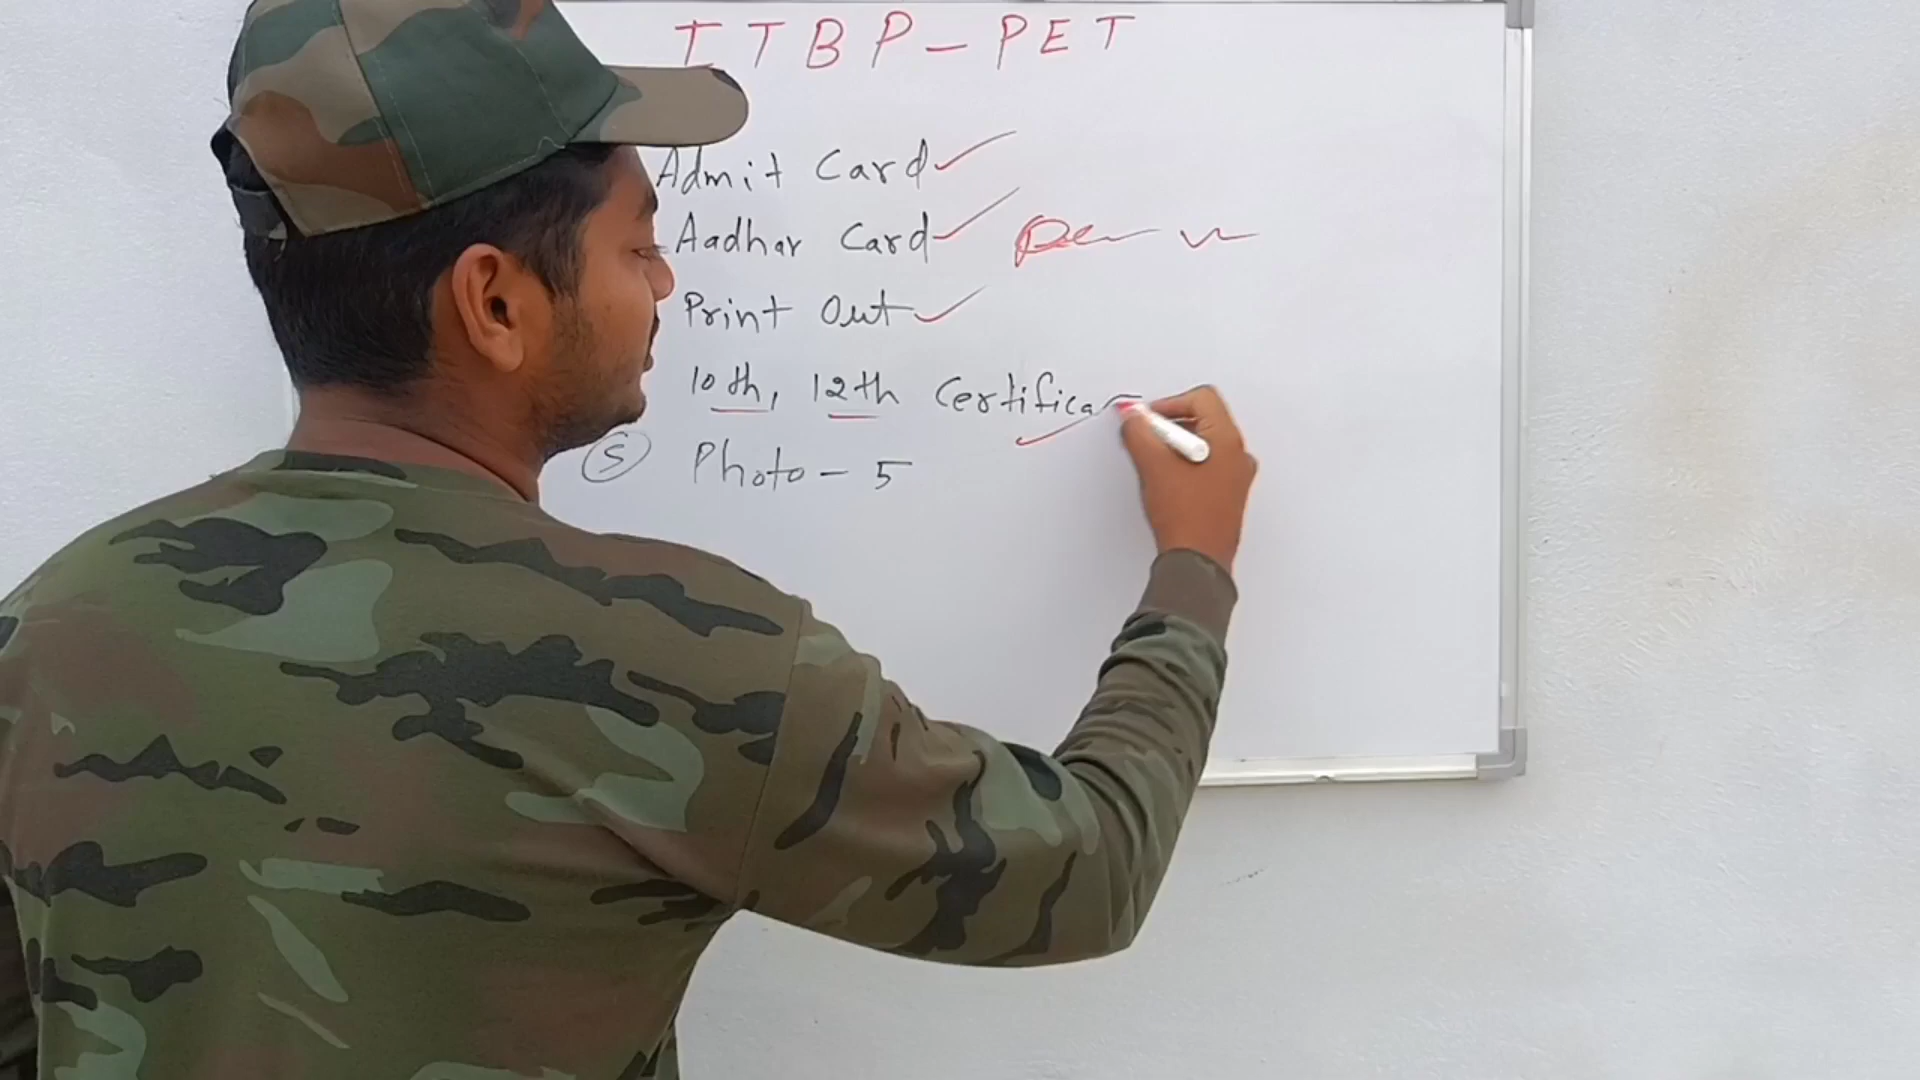 ITBP-PET
Admit Card
Aadhar Card
Print Out
10th, 12th Certifica
5 Photo - 5